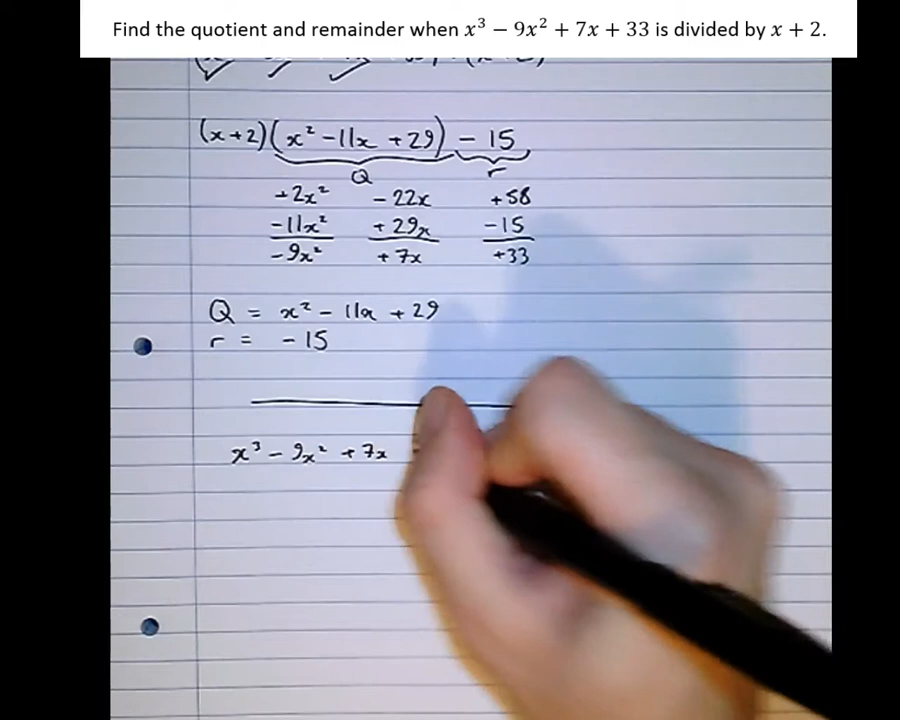 Find the quotient and remainder when x³ − 9x² + 7x + 33 is divided by x + 2.
(x+2)(x² -11x +29) - 15
Q r
+2x² - 22x +58
-11x² + 29x -15
-9x² +7x +33
Q = x² - 11x + 29
r = - 15
x³ - 9x² + 7x